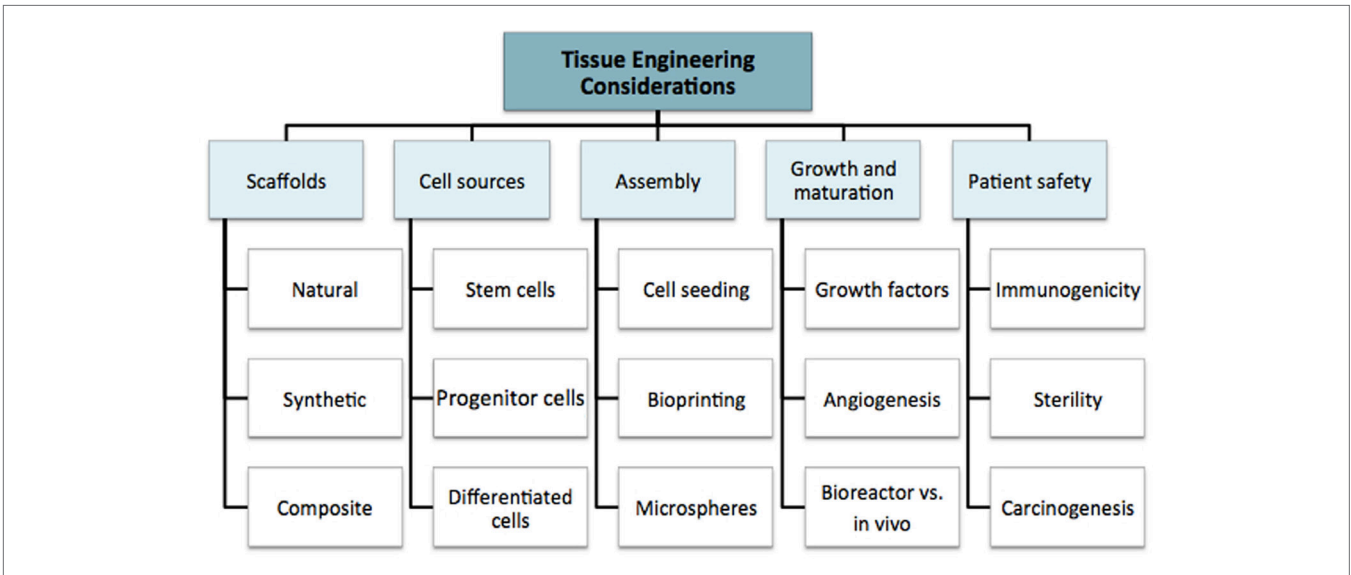 Tissue Engineering
Considerations
Scaffolds
Cell sources
Assembly
Growth and
maturation
Patient safety
Natural
Stem cells
Cell seeding
Growth factors
Immunogenicity
Synthetic
Progenitor cells
Bioprinting
Angiogenesis
Sterility
Composite
Differentiated
cells
Microspheres
Bioreactor vs.
in vivo
Carcinogenesis